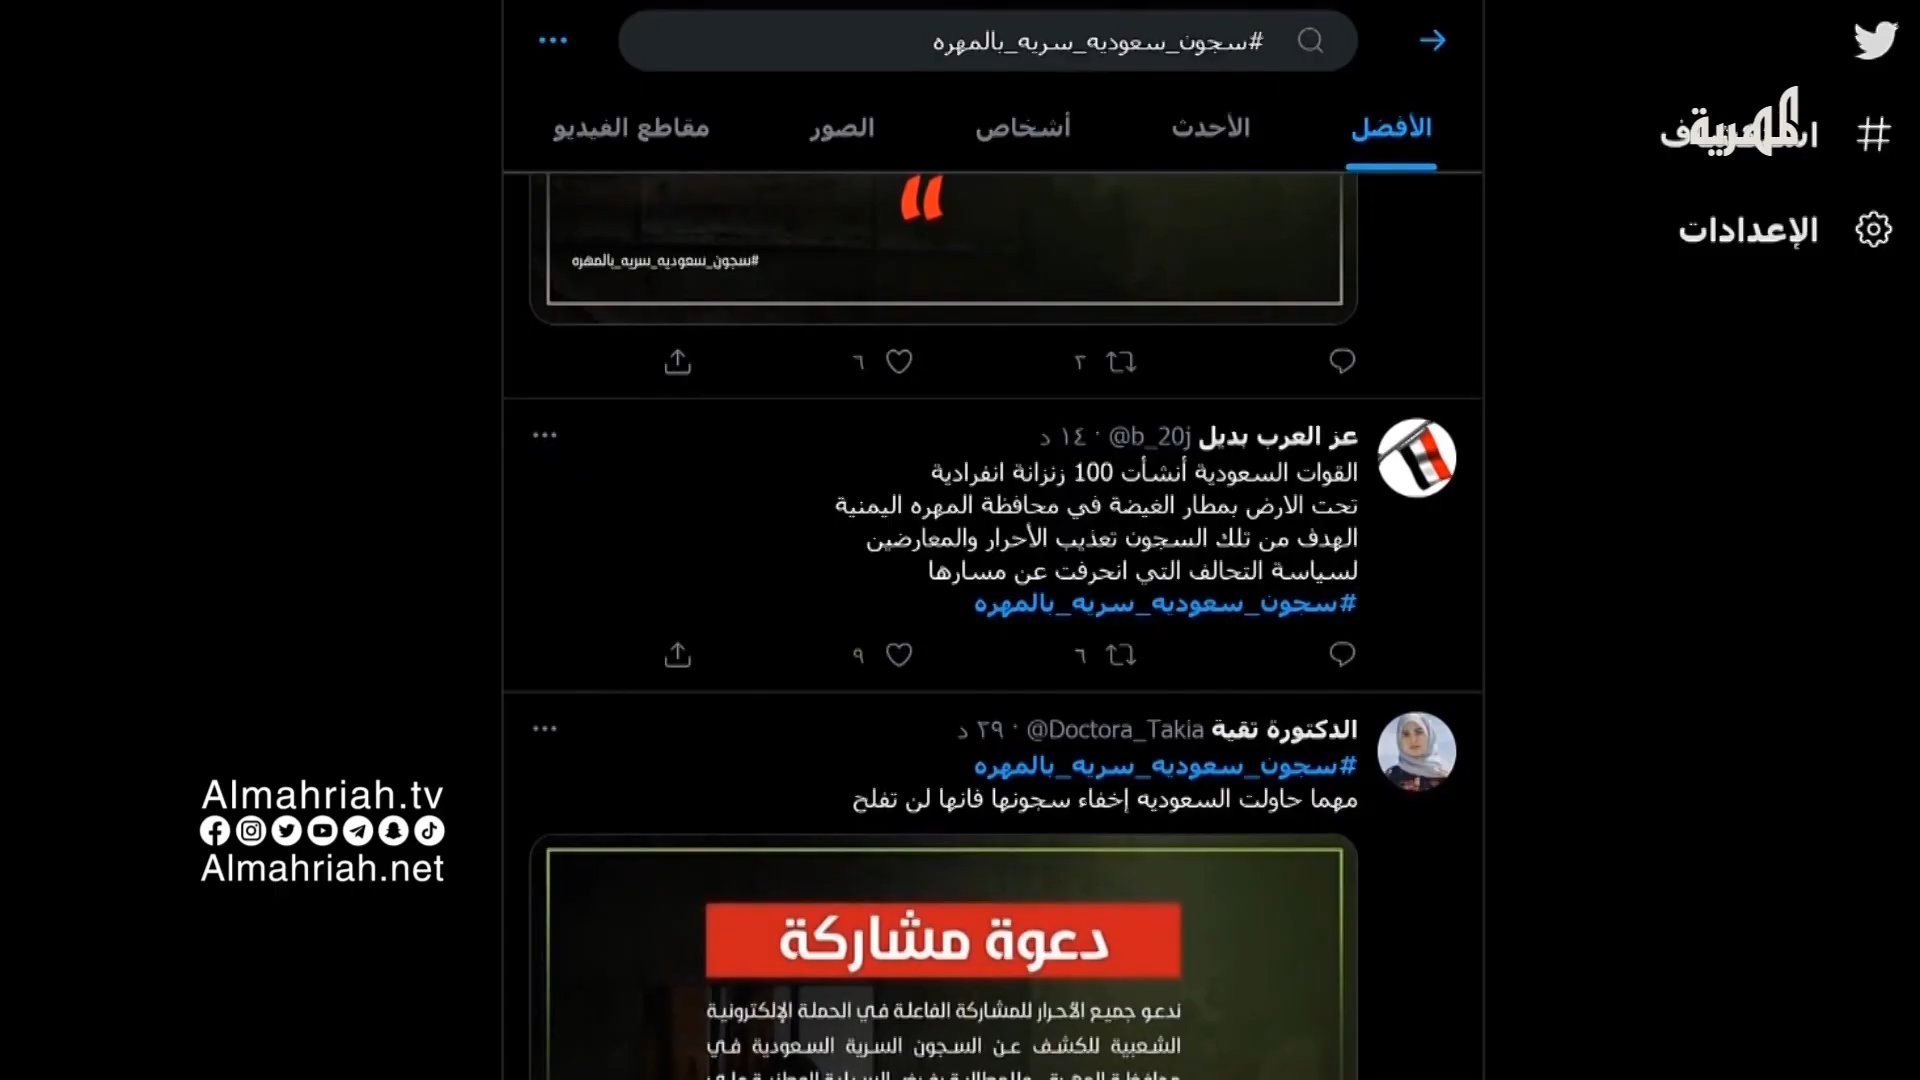 #سجون_سعوديه_سريه_بالمهره
الأفضل
الأحدث
أشخاص
الصور
مقاطع الفيديو
المهرية
الإعدادات
#سجون_سعوديه_سريه_بالمهره
٢
٦
عز العرب بديل @b_20j · ١٤ د
القوات السعودية أنشأت 100 زنزانة انفرادية
تحت الارض بمطار الغيضة في محافظة المهره اليمنية
الهدف من تلك السجون تعذيب الأحرار والمعارضين
لسياسة التحالف التي انحرفت عن مسارها
#سجون_سعوديه_سريه_بالمهره
٦
٩
الدكتورة تقية @Doctora_Takia · ٣٩ د
#سجون_سعوديه_سريه_بالمهره
مهما حاولت السعوديه إخفاء سجونها فانها لن تفلح
دعوة مشاركة
ندعو جميع الأحرار للمشاركة الفاعلة في الحملة الإلكترونية
الشعبية للكشف عن السجون السرية السعودية في
Almahriah.tv
Almahriah.net